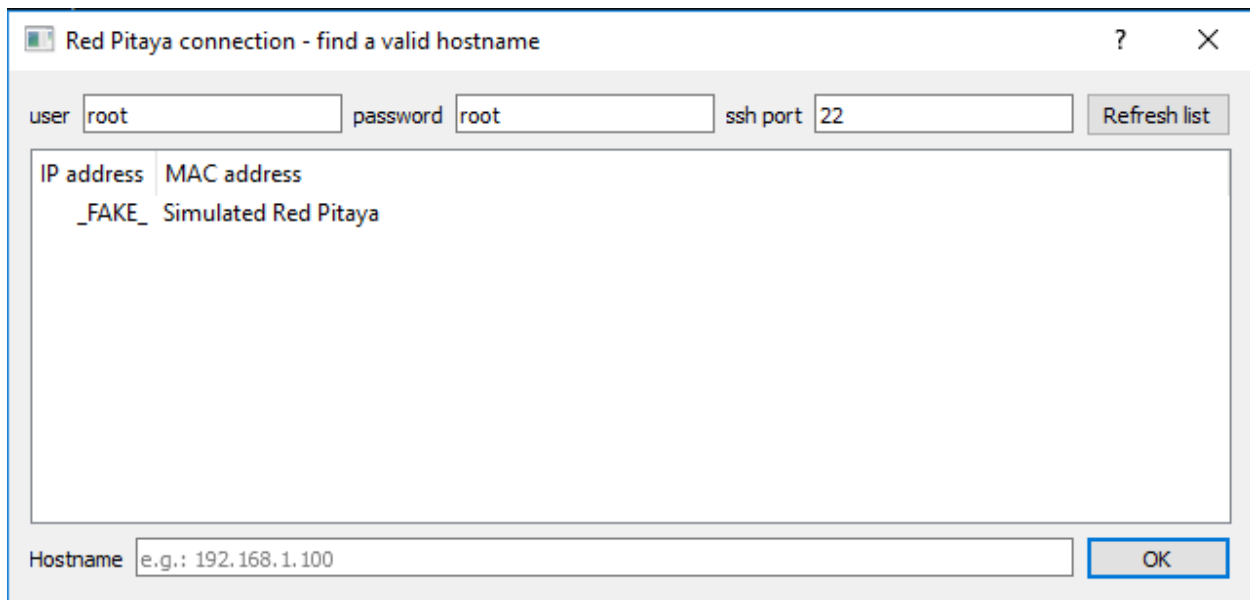 Red Pitaya connection - find a valid hostname ?
user root password root ssh port 22 Refresh list
IP address MAC address
_FAKE_ Simulated Red Pitaya
Hostname e.g.: 192.168.1.100 OK